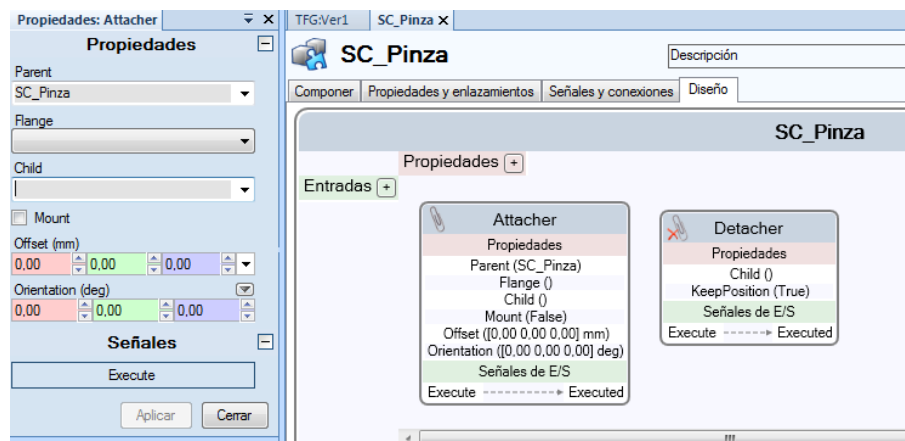 Propiedades: Attacher
Propiedades
Parent
SC_Pinza
Flange
Child
Mount
Offset (mm)
0,00 0,00 0,00
Orientation (deg)
0,00 0,00 0,00
Señales
Execute
Aplicar Cerrar
TFG:Ver1 SC_Pinza
SC_Pinza Descripción
Componer Propiedades y enlazamientos Señales y conexiones Diseño
SC_Pinza
Propiedades +
Entradas +
Attacher
Propiedades
Parent (SC_Pinza)
Flange ()
Child ()
Mount (False)
Offset ([0,00 0,00 0,00] mm)
Orientation ([0,00 0,00 0,00] deg)
Señales de E/S
Execute Executed
Detacher
Propiedades
Child ()
KeepPosition (True)
Señales de E/S
Execute Executed